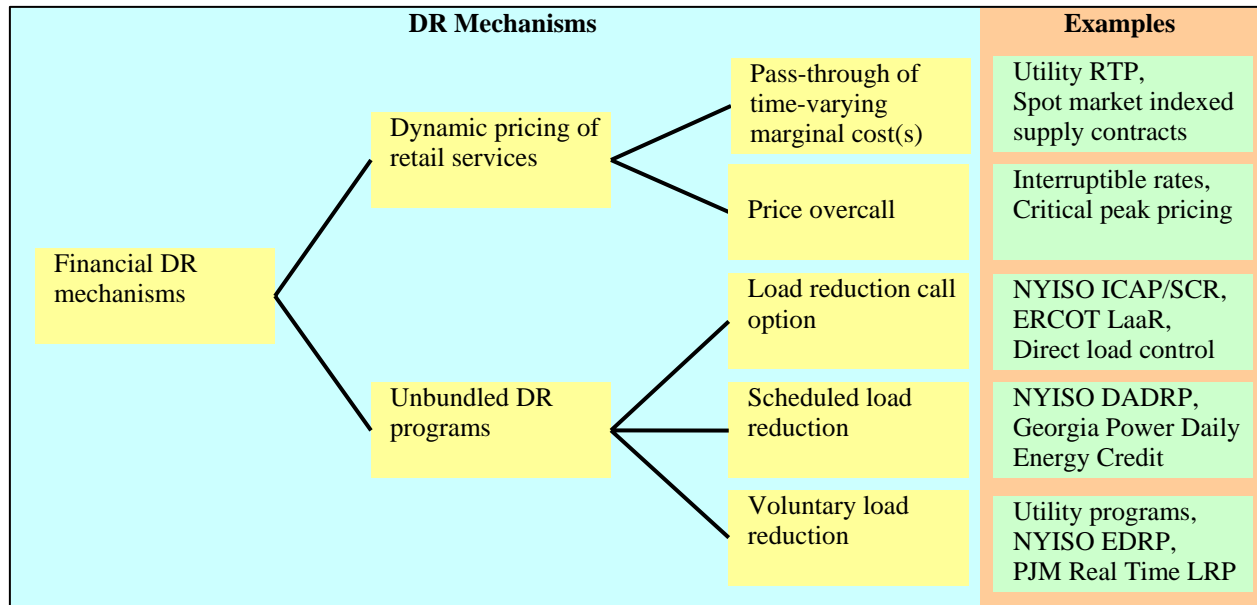 DR Mechanisms
Examples
Financial DR
mechanisms
Dynamic pricing of
retail services
Pass-through of
time-varying
marginal cost(s)
Utility RTP,
Spot market indexed
supply contracts
Price overcall
Interruptible rates,
Critical peak pricing
Unbundled DR
programs
Load reduction call
option
NYISO ICAP/SCR,
ERCOT LaaR,
Direct load control
Scheduled load
reduction
NYISO DADRP,
Georgia Power Daily
Energy Credit
Voluntary load
reduction
Utility programs,
NYISO EDRP,
PJM Real Time LRP